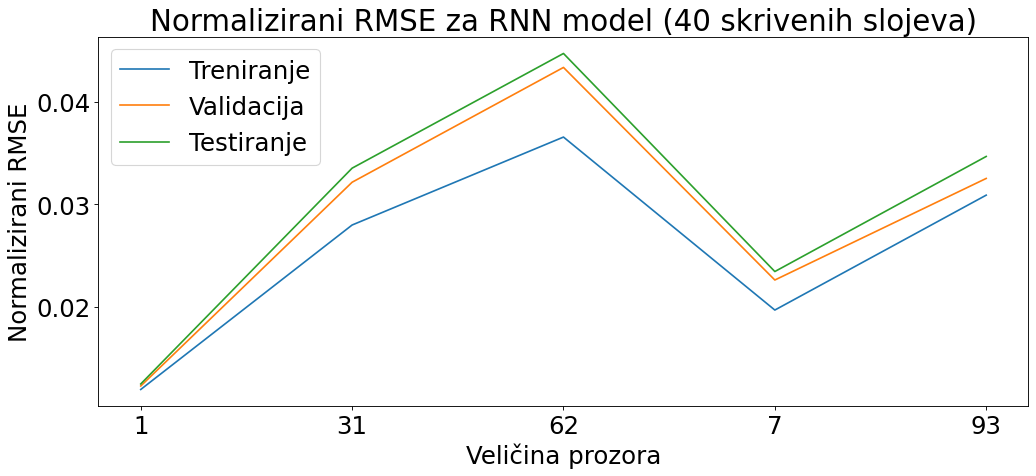 Normalizirani RMSE za RNN model (40 skrivenih slojeva)
Treniranje
Validacija
Testiranje
Normalizirani RMSE
0.04
0.03
0.02
1 31 62 7 93
Veličina prozora